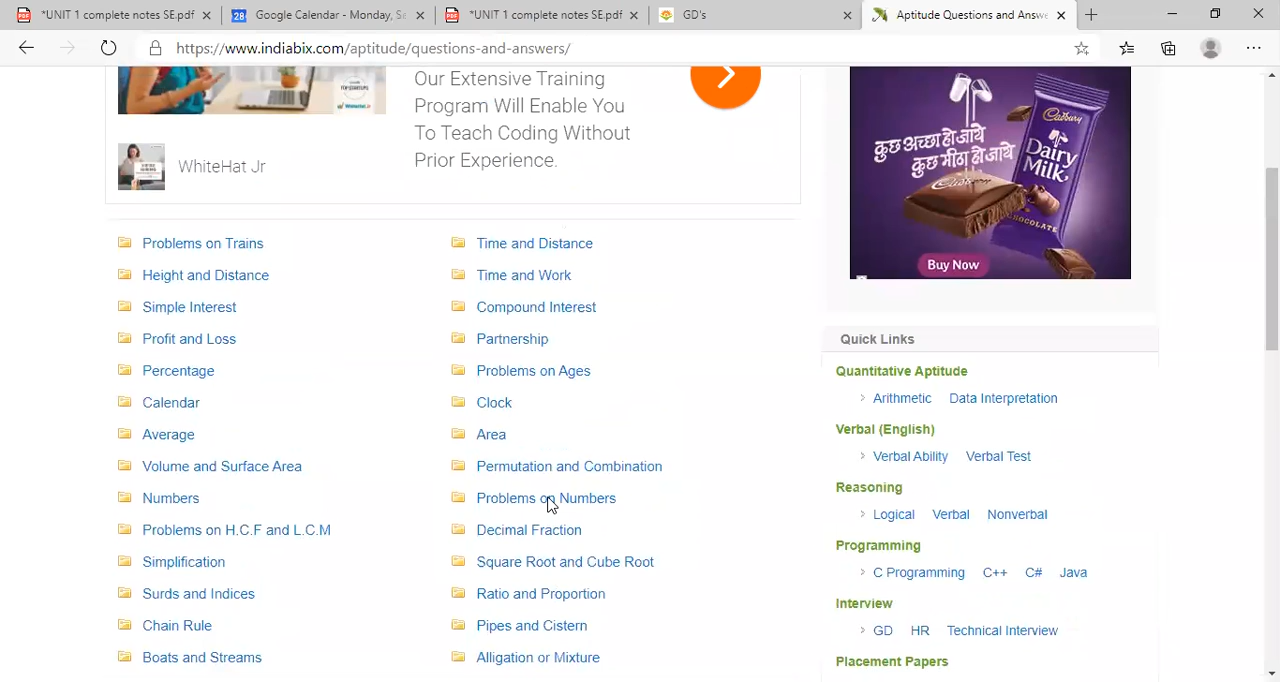 *UNIT 1 complete notes SE.pdf
Google Calendar - Monday, Se
*UNIT 1 complete notes SE.pdf
GD's
Aptitude Questions and Answe
https://www.indiabix.com/aptitude/questions-and-answers/
Our Extensive Training
Program Will Enable You
To Teach Coding Without
Prior Experience.
WhiteHat Jr
कुछ अच्छा हो जाये
कुछ मीठा हो जाये
Cadbury
Dairy
Milk
CHOCOLATE
Buy Now
Problems on Trains
Time and Distance
Height and Distance
Time and Work
Simple Interest
Compound Interest
Profit and Loss
Partnership
Percentage
Problems on Ages
Calendar
Clock
Average
Area
Volume and Surface Area
Permutation and Combination
Numbers
Problems on Numbers
Problems on H.C.F and L.C.M
Decimal Fraction
Simplification
Square Root and Cube Root
Surds and Indices
Ratio and Proportion
Chain Rule
Pipes and Cistern
Boats and Streams
Alligation or Mixture
Quick Links
Quantitative Aptitude
Arithmetic Data Interpretation
Verbal (English)
Verbal Ability Verbal Test
Reasoning
Logical Verbal Nonverbal
Programming
C Programming C++ C# Java
Interview
GD HR Technical Interview
Placement Papers